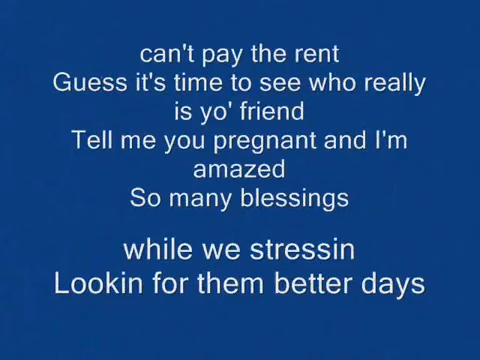 can't pay the rent
Guess it's time to see who really
is yo' friend
Tell me you pregnant and I'm
amazed
So many blessings
while we stressin
Lookin for them better days